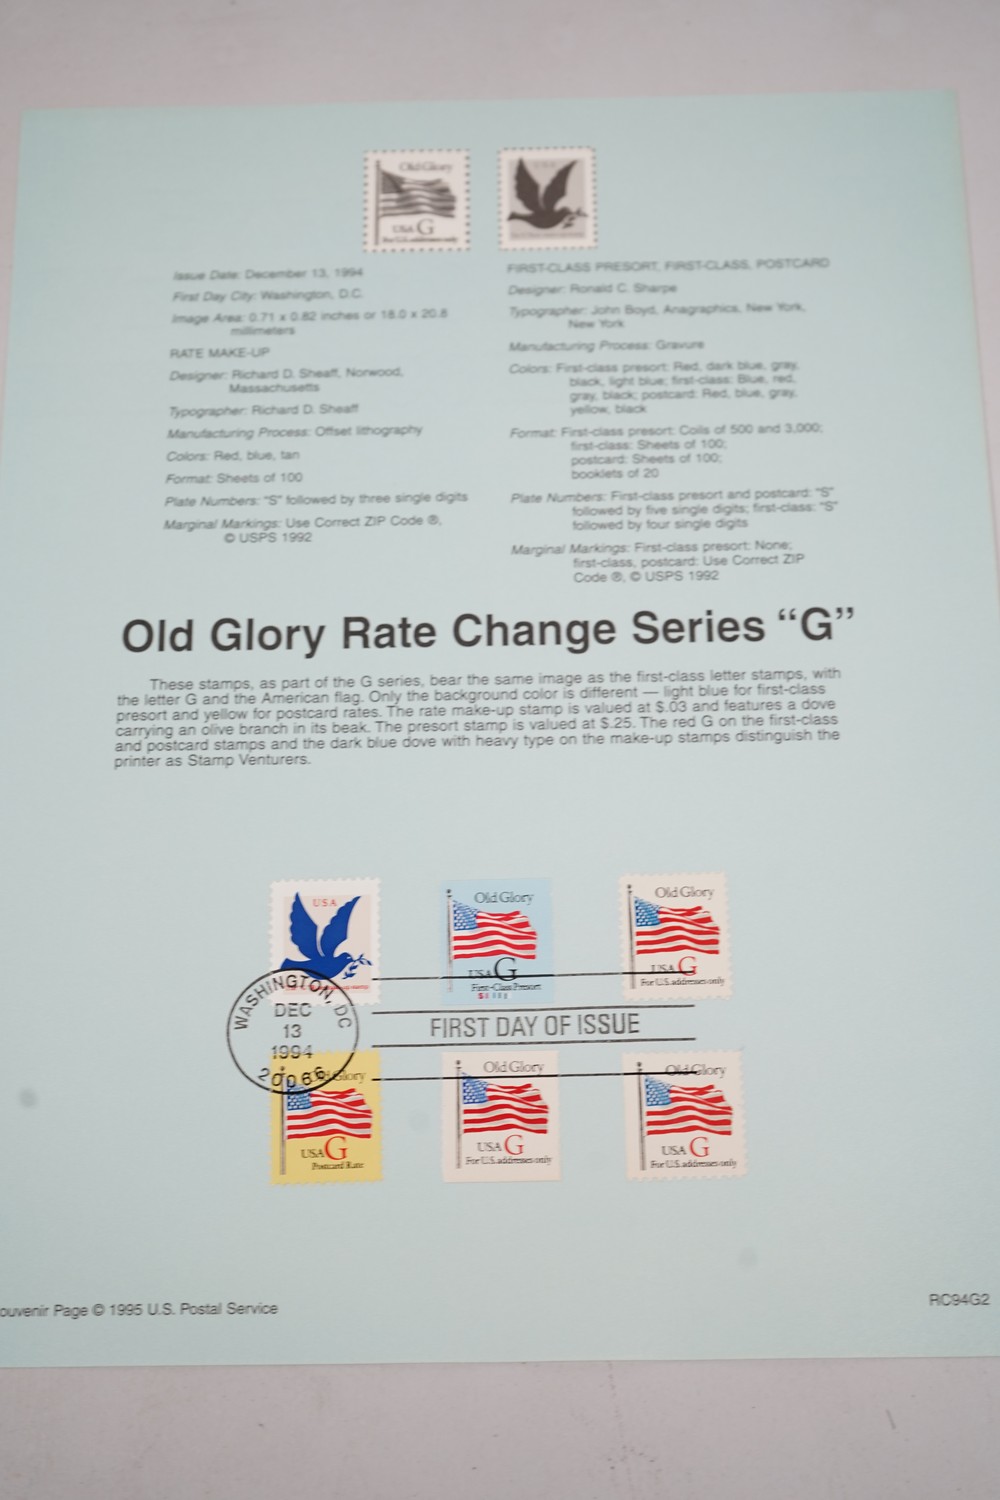 Old Glory
USA G
For U.S. addresses only
USA
Issue Date: December 13, 1994
First Day City: Washington, D.C.
Image Area: 0.71 x 0.82 inches or 18.0 x 20.8
millimeters
RATE MAKE-UP
Designer: Richard D. Sheaff, Norwood,
Massachusetts
Typographer: Richard D. Sheaff
Manufacturing Process: Offset lithography
Colors: Red, blue, tan
Format: Sheets of 100
Plate Numbers: "S" followed by three single digits
Marginal Markings: Use Correct ZIP Code ®,
© USPS 1992
FIRST-CLASS PRESORT, FIRST-CLASS, POSTCARD
Designer: Ronald C. Sharpe
Typographer: John Boyd, Anagraphics, New York,
New York
Manufacturing Process: Gravure
Colors: First-class presort: Red, dark blue, gray,
black, light blue; first-class: Blue, red,
gray, black; postcard: Red, blue, gray,
yellow, black
Format: First-class presort: Coils of 500 and 3,000;
first-class: Sheets of 100;
postcard: Sheets of 100;
booklets of 20
Plate Numbers: First-class presort and postcard: "S"
followed by five single digits; first-class: "S"
followed by four single digits
Marginal Markings: First-class presort: None;
first-class, postcard: Use Correct ZIP
Code ®, © USPS 1992
Old Glory Rate Change Series “G”
These stamps, as part of the G series, bear the same image as the first-class letter stamps, with
the letter G and the American flag. Only the background color is different — light blue for first-class
presort and yellow for postcard rates. The rate make-up stamp is valued at $.03 and features a dove
carrying an olive branch in its beak. The presort stamp is valued at $.25. The red G on the first-class
and postcard stamps and the dark blue dove with heavy type on the make-up stamps distinguish the
printer as Stamp Venturers.
USA
Old Glory
USA G
First-Class Presort
Old Glory
USA G
For U.S. addresses only
WASHINGTON, DC
DEC
13
1994
20066
FIRST DAY OF ISSUE
Old Glory
USA G
Postcard Rate
Old Glory
USA G
For U.S. addresses only
Old Glory
USA G
For U.S. addresses only
ouvenir Page © 1995 U.S. Postal Service
RC94G2